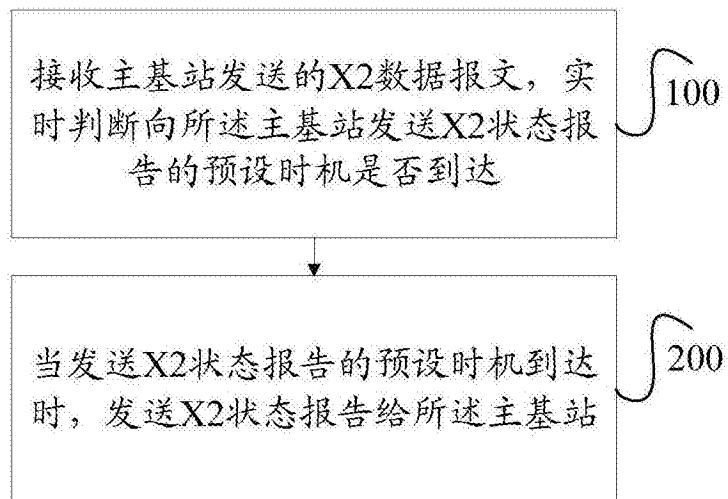 接收主基站发送的X2数据报文，实
时判断向所述主基站发送X2状态报
告的预设时机是否到达
100
当发送X2状态报告的预设时机到达
时，发送X2状态报告给所述主基站
200